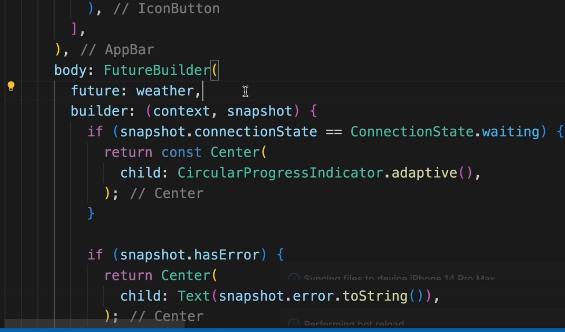 ), // IconButton
],
), // AppBar
body: FutureBuilder(
future: weather,
builder: (context, snapshot) {
if (snapshot.connectionState == ConnectionState.waiting) {
return const Center(
child: CircularProgressIndicator.adaptive(),
); // Center
}
if (snapshot.hasError) {
return Center(
Syncing files to device iPhone 14 Pro Max
child: Text(snapshot.error.toString()),
); // Center
Performing hot reload